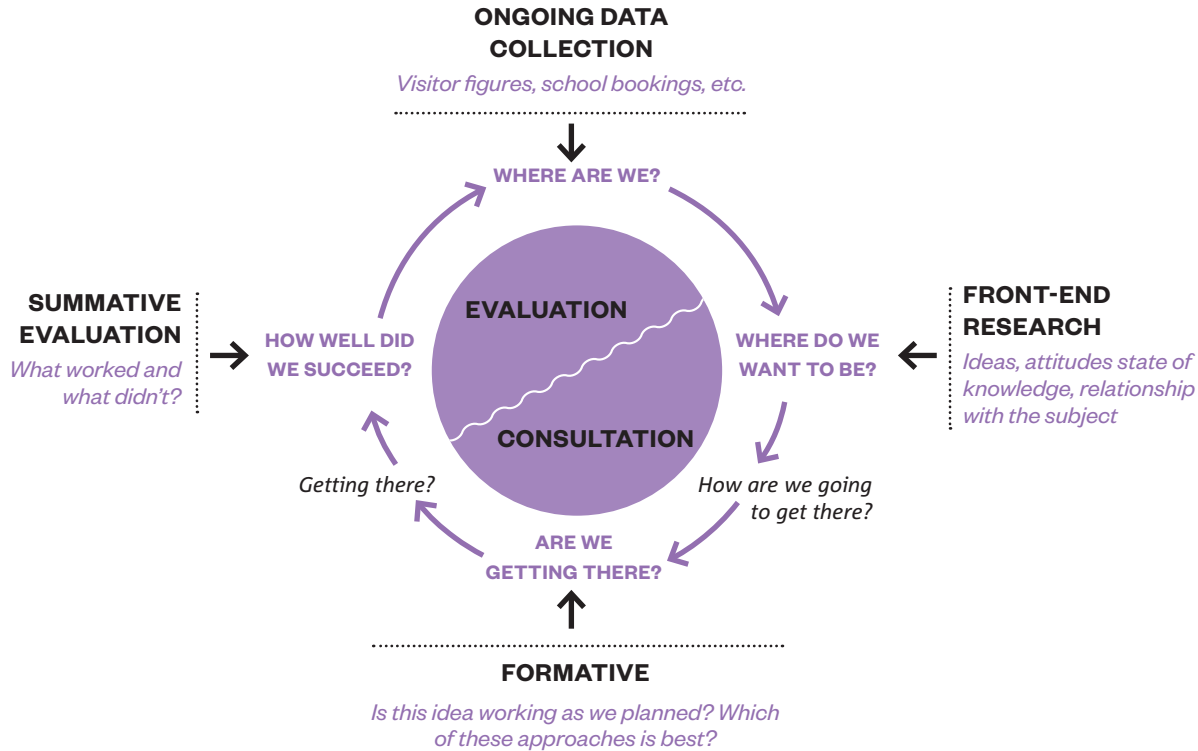 ONGOING DATA
COLLECTION
Visitor figures, school bookings, etc.
WHERE ARE WE?
SUMMATIVE
EVALUATION
What worked and
what didn't?
HOW WELL DID
WE SUCCEED?
EVALUATION
CONSULTATION
WHERE DO WE
WANT TO BE?
FRONT-END
RESEARCH
Ideas, attitudes state of
knowledge, relationship
with the subject
Getting there?
How are we going
to get there?
ARE WE
GETTING THERE?
FORMATIVE
Is this idea working as we planned? Which
of these approaches is best?